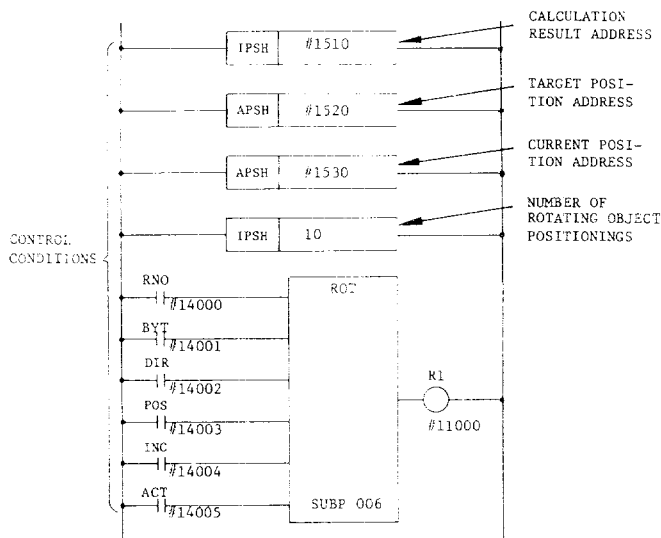 CALCULATION
RESULT ADDRESS
IPSH #1510
TARGET POSI-
TION ADDRESS
APSH #1520
CURRENT POSI-
TION ADDRESS
APSH #1530
NUMBER OF
ROTATING OBJECT
POSITIONINGS
IPSH 10
CONTROL
CONDITIONS
RNO
#14000
ROT
BYT
#14001
DIR
#14002
R1
#11000
POS
#14003
INC
#14004
ACT
#14005
SUBP 006